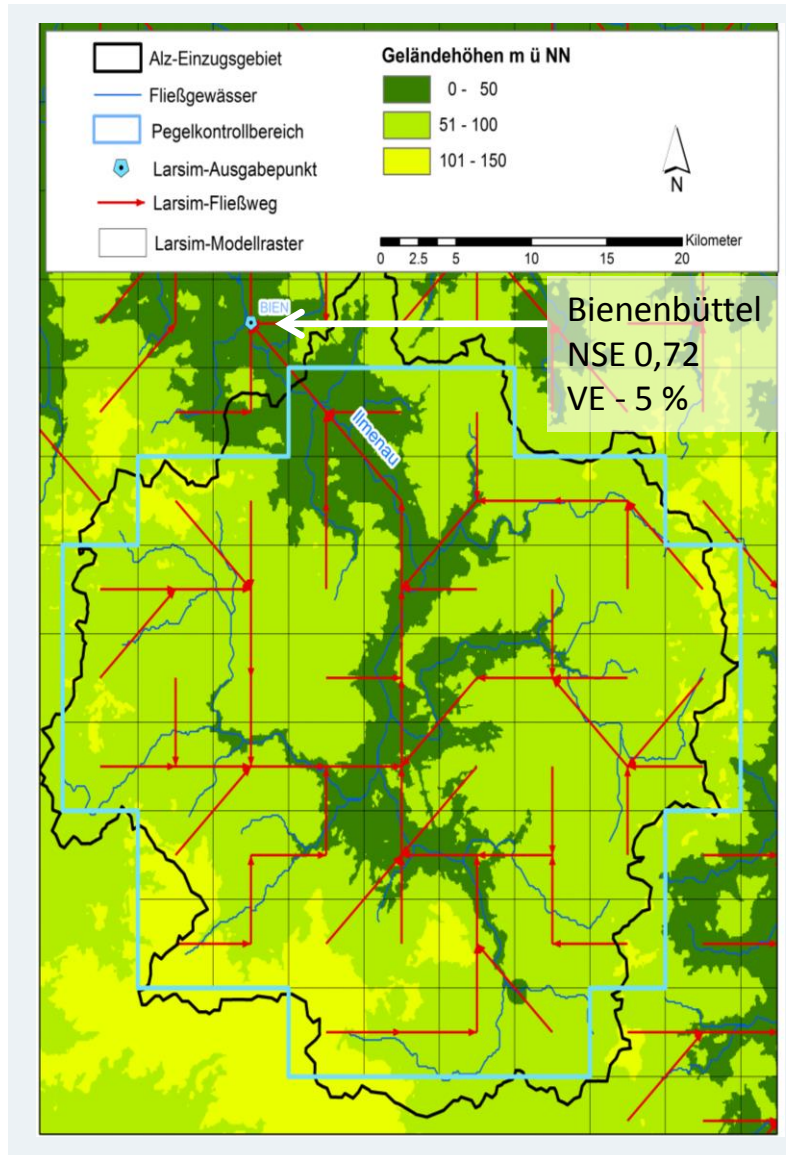 Alz-Einzugsgebiet
Fließgewässer
Pegelkontrollbereich
Larsim-Ausgabepunkt
Larsim-Fließweg
Larsim-Modellraster
Geländehöhen m ü NN
0 - 50
51 - 100
101 - 150
N
Kilometer
0 2.5 5 10 15 20
BIEN
Bienenbüttel
NSE 0,72
VE - 5 %
Ilmenau